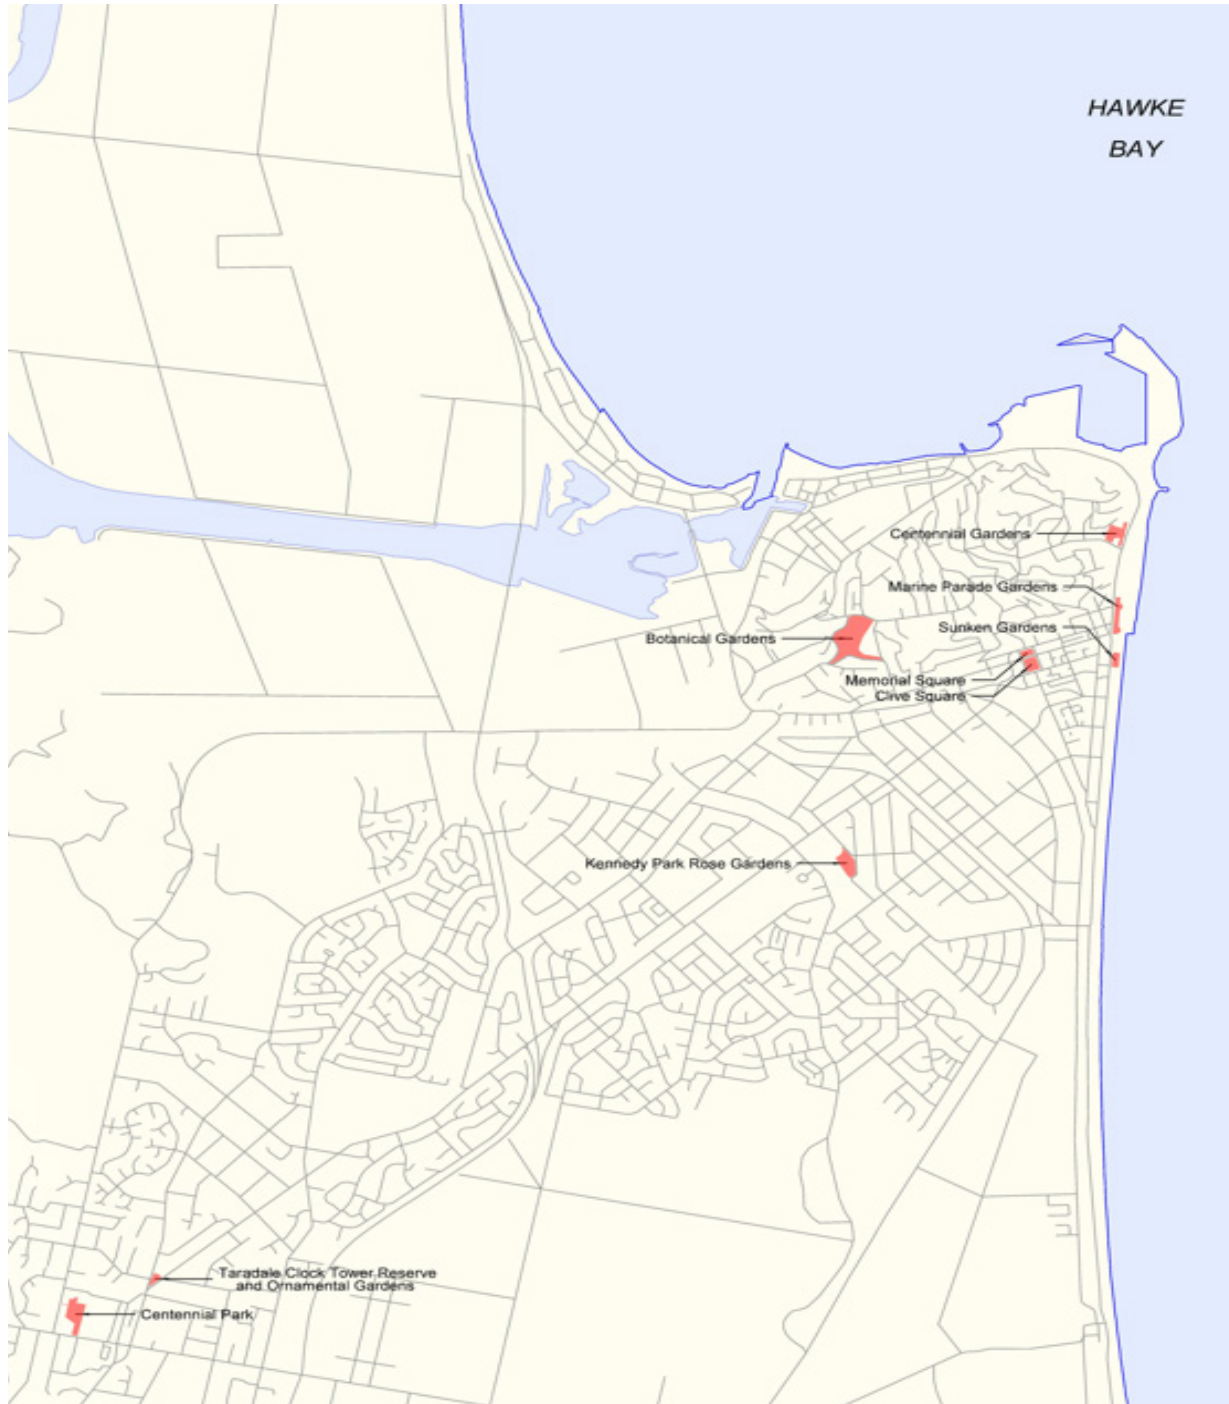 HAWKE
BAY
Centennial Gardens
Marine Parade Gardens
Sunken Gardens
Botanical Gardens
Memorial Square
Clive Square
Kennedy Park Rose Gardens
Taradale Clock Tower Reserve
and Ornamental Gardens
Centennial Park